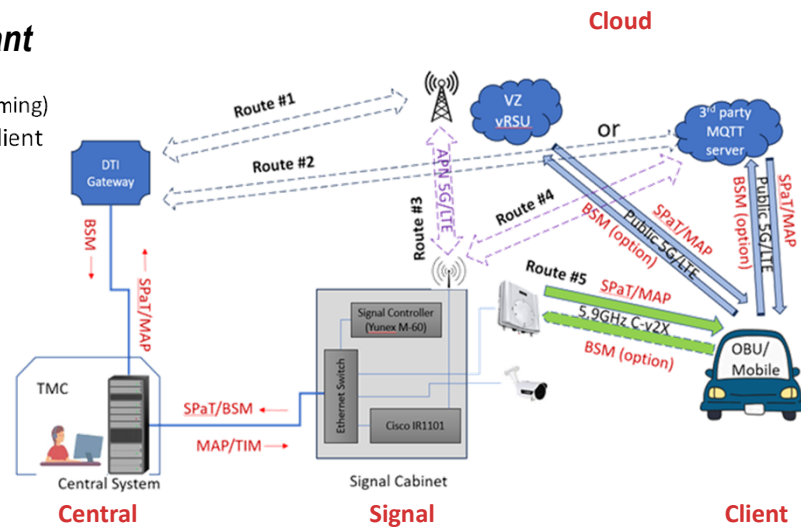 Cloud
ant
ming)
lient
Route #1
VZ
vRSU
or
3rd party
MQTT
server
DTI
Gateway
Route #2
APN 5G/LTE
Route #3
Route #4
SPaT/MAP
Public 5G/LTE
BSM (option)
BSM (option)
Public 5G/LTE
SPaT/MAP
BSM
SPaT/MAP
Route #5
SPaT/MAP
5.9GHz C-v2X
BSM (option)
Signal Controller
(Yunex M-60)
Ethernet Switch
Cisco IR1101
OBU/
Mobile
TMC
SPaT/BSM
MAP/TIM
Central System
Signal Cabinet
Central
Signal
Client